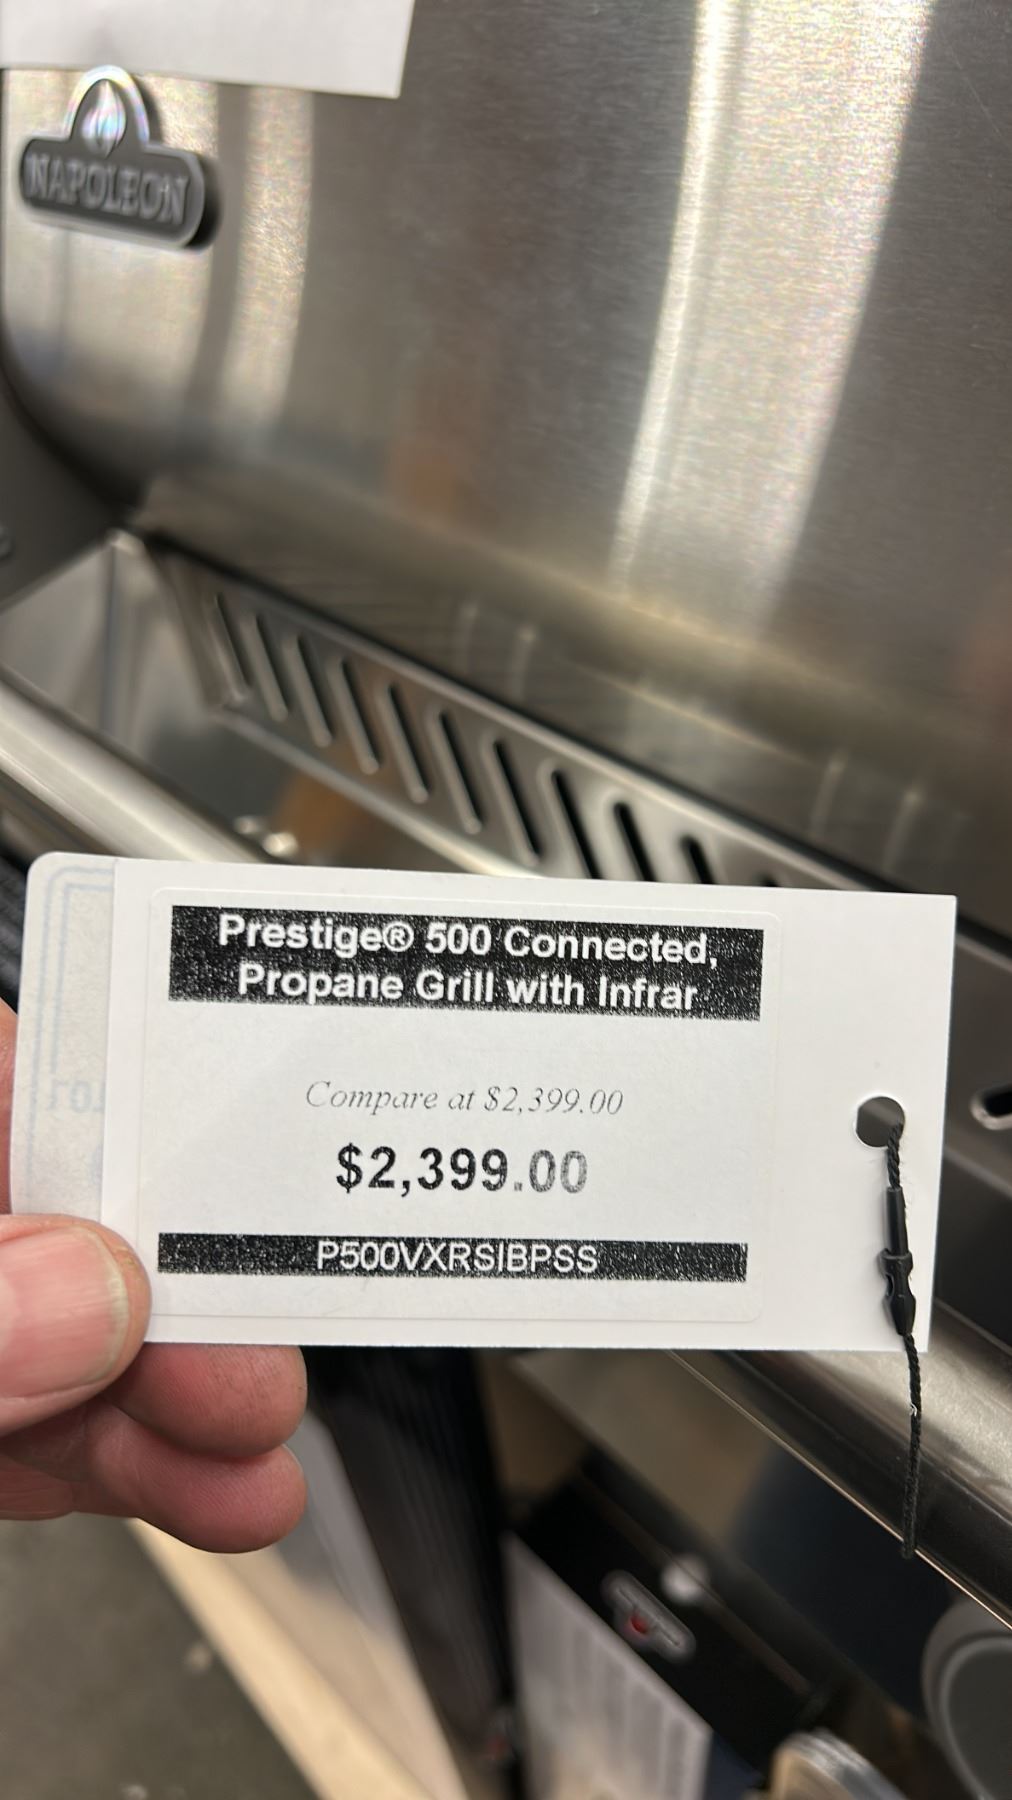 NAPOLEON
Prestige® 500 Connected,
Propane Grill with Infrar
Compare at $2,399.00
$2,399.00
P500VXRSIBPSS